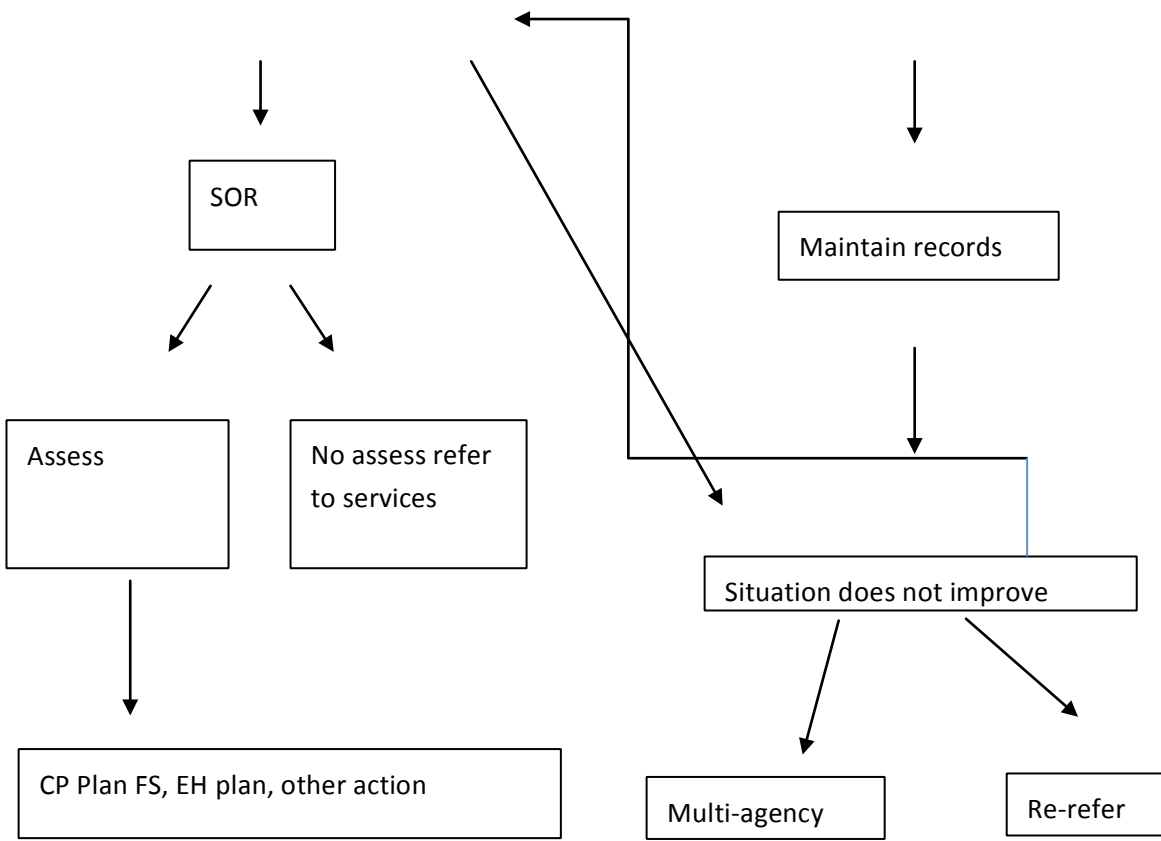 SOR
Maintain records
Assess
No assess refer
to services
Situation does not improve
CP Plan FS, EH plan, other action
Multi-agency
Re-refer